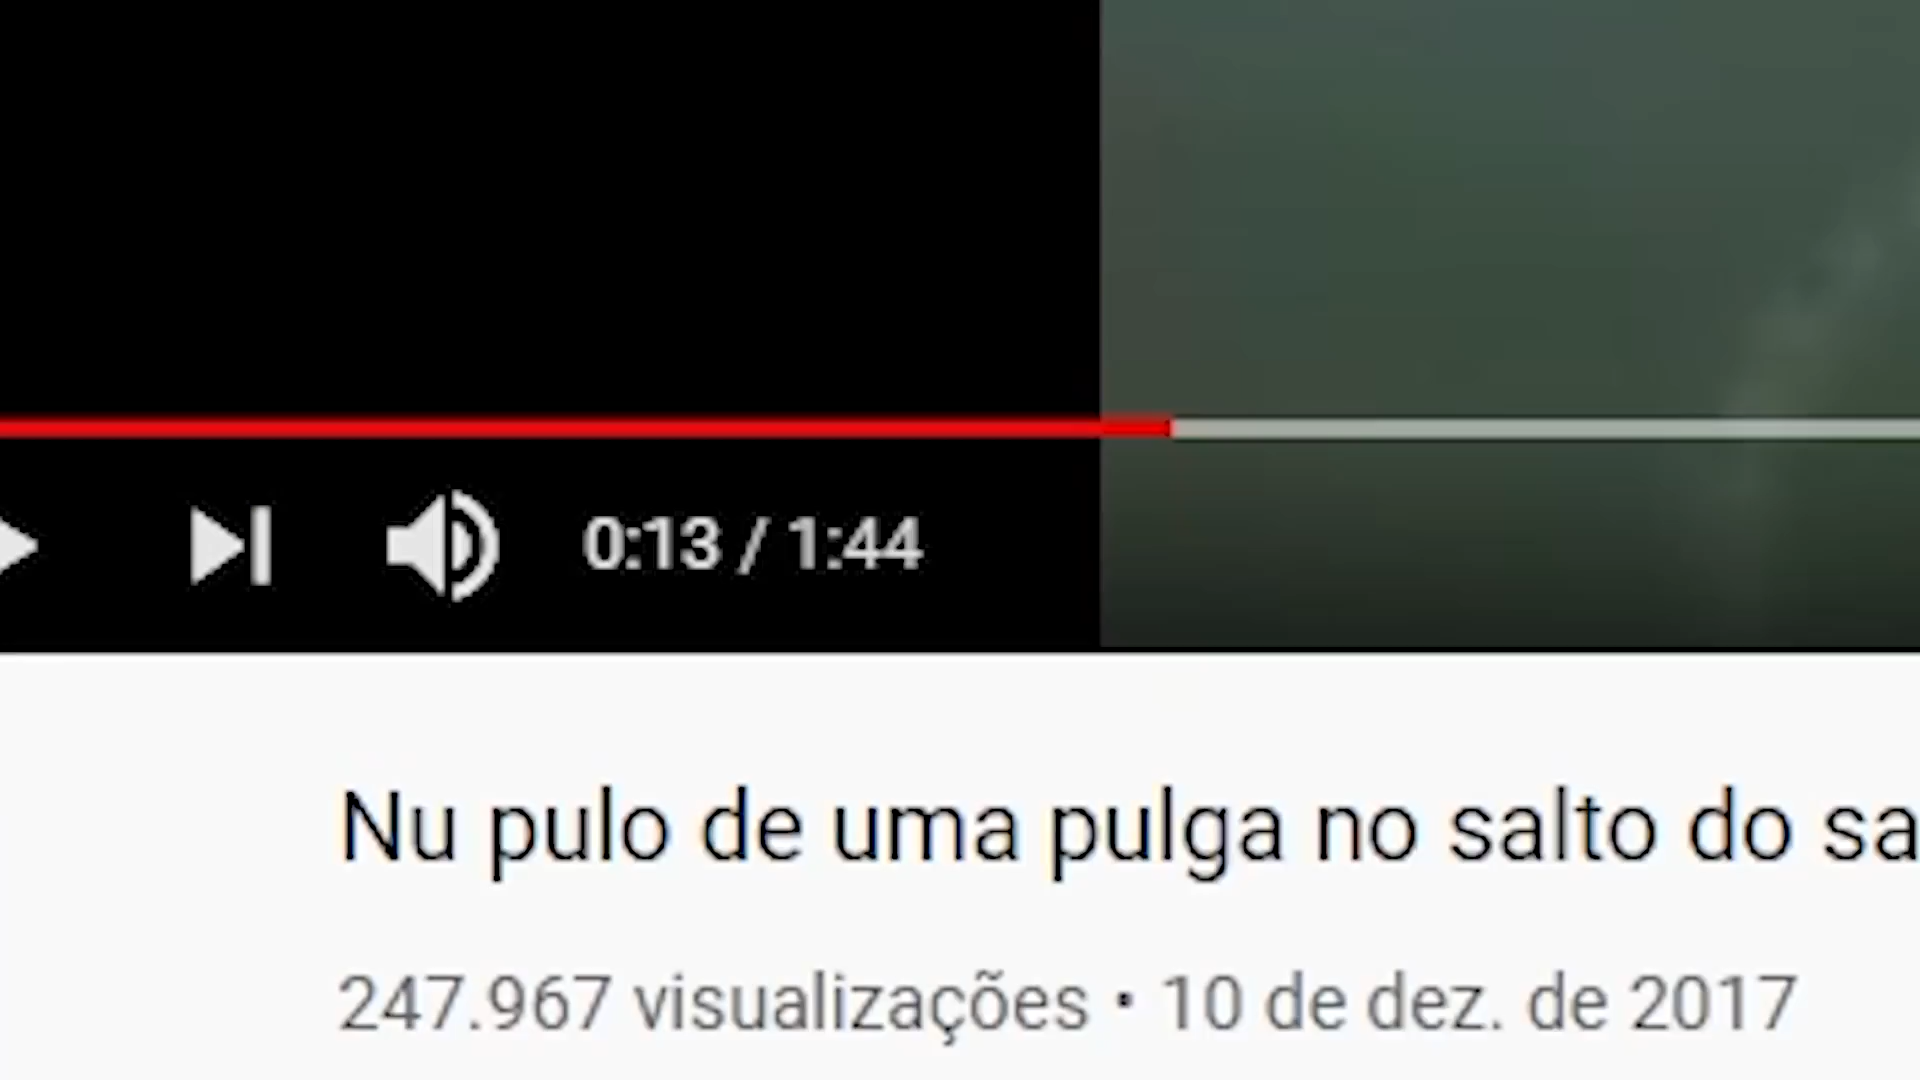 0:13 / 1:44
Nu pulo de uma pulga no salto do
247.967 visualizações • 10 de dez. de 2017